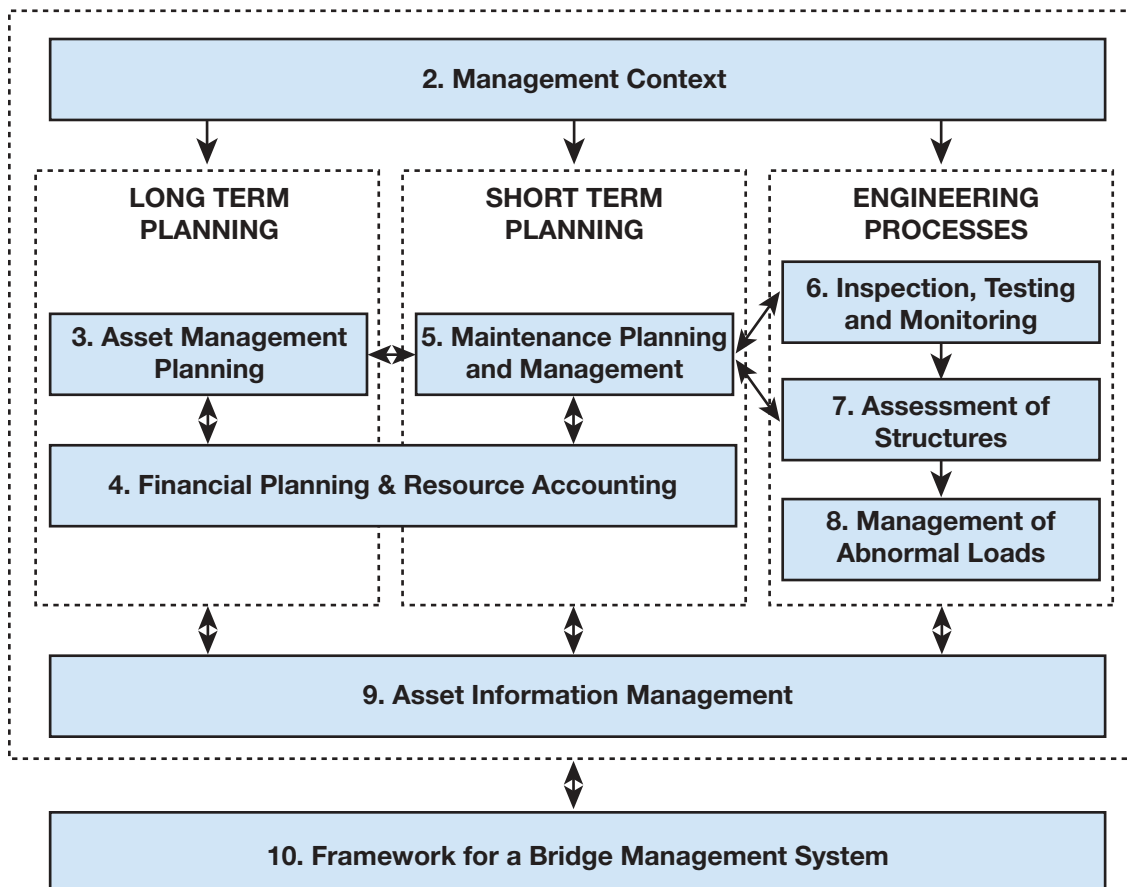 2. Management Context
LONG TERM
PLANNING
SHORT TERM
PLANNING
ENGINEERING
PROCESSES
3. Asset Management
Planning
5. Maintenance Planning
and Management
6. Inspection, Testing
and Monitoring
7. Assessment of
Structures
4. Financial Planning & Resource Accounting
8. Management of
Abnormal Loads
9. Asset Information Management
10. Framework for a Bridge Management System